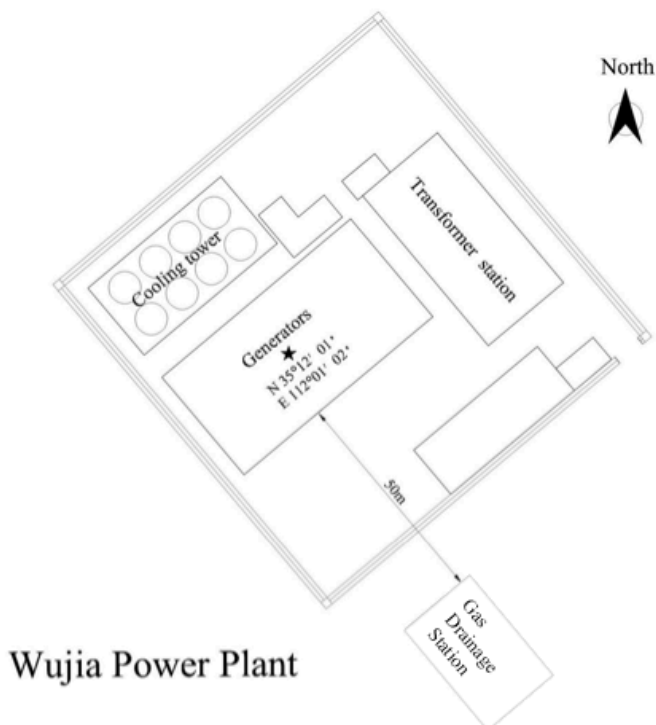 North
Transformer station
Cooling tower
Generators
N 35°12' 01"
E 112°01' 02"
50m
Gas
Drainage
Station
Wujia Power Plant